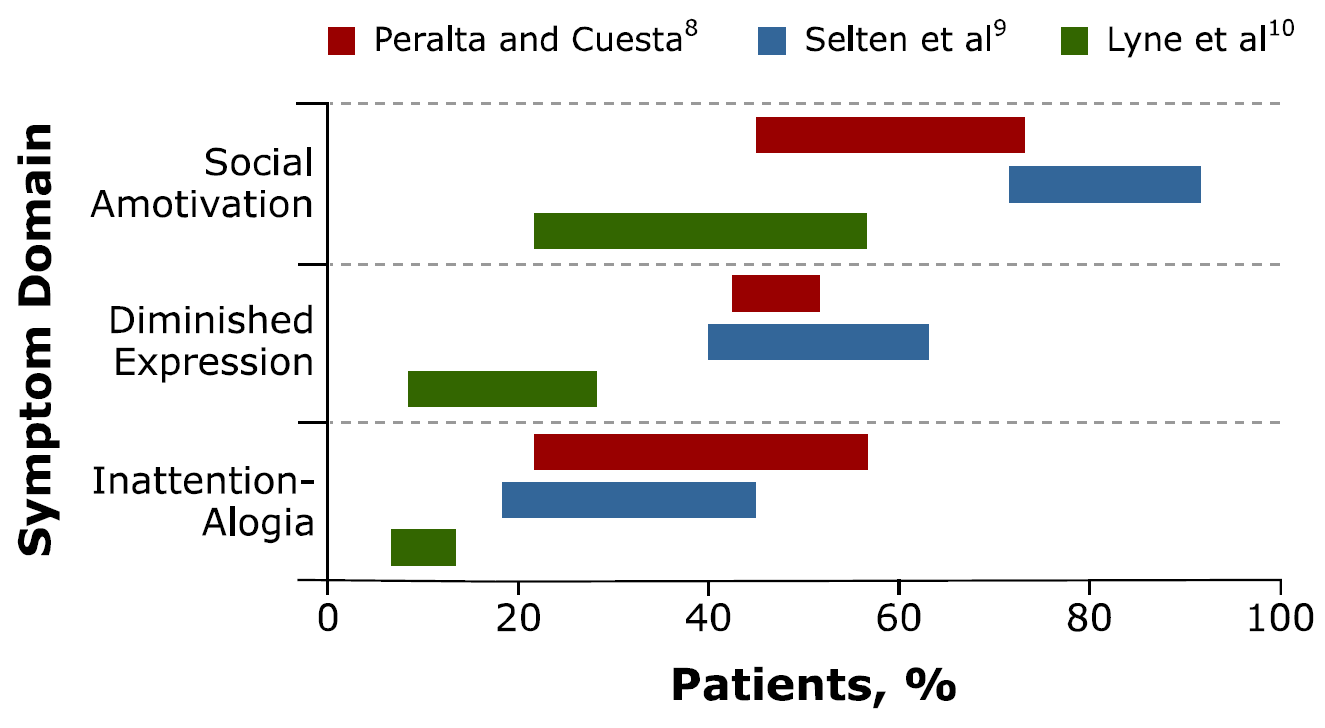 Peralta and Cuesta8 Selten et al9 Lyne et al10
Symptom Domain
Social
Amotivation
Diminished
Expression
Inattention-
Alogia
0 20 40 60 80 100
Patients, %